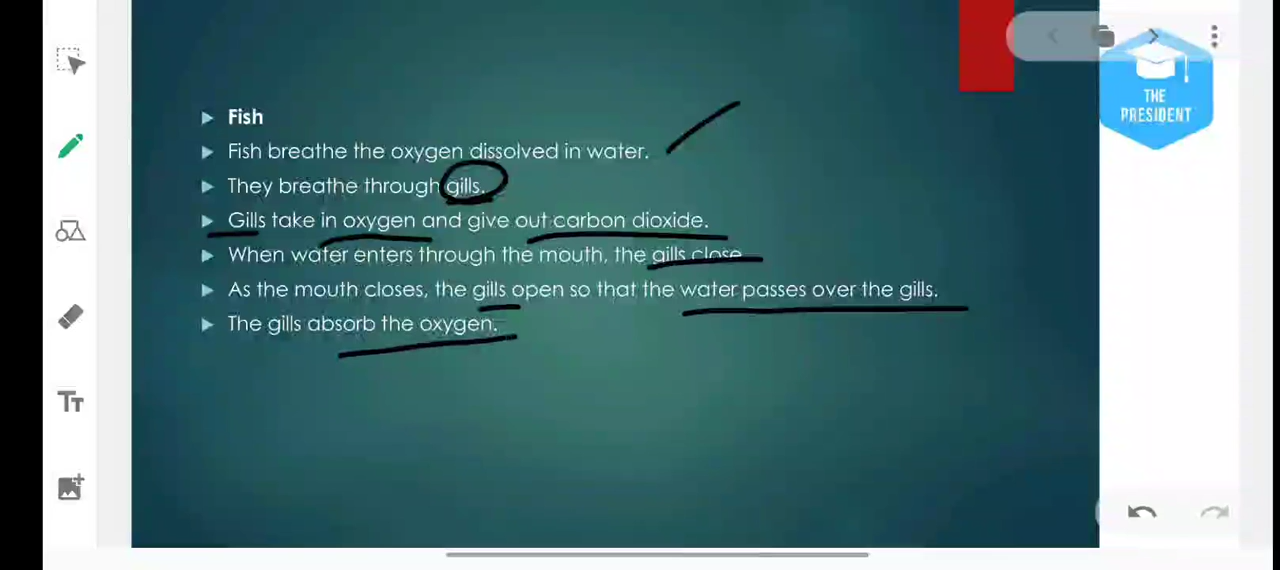 Fish
Fish breathe the oxygen dissolved in water.
They breathe through gills.
Gills take in oxygen and give out carbon dioxide.
When water enters through the mouth, the gills close
As the mouth closes, the gills open so that the water passes over the gills.
The gills absorb the oxygen.
THE
PRESIDENT
TT